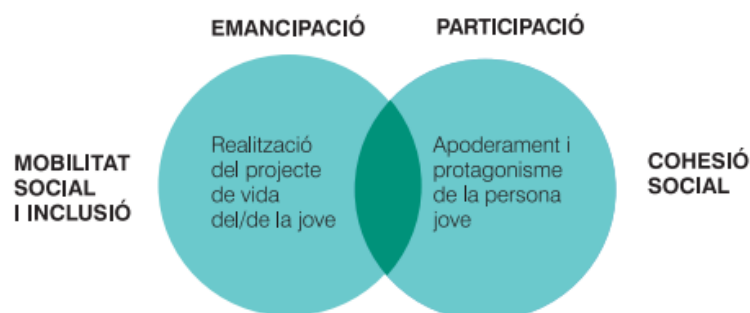 EMANCIPACIÓ
PARTICIPACIÓ
MOBILITAT
SOCIAL
I INCLUSIÓ
Realització
del projecte
de vida
del/de la jove
Apoderament i
protagonisme
de la persona
jove
COHESIÓ
SOCIAL